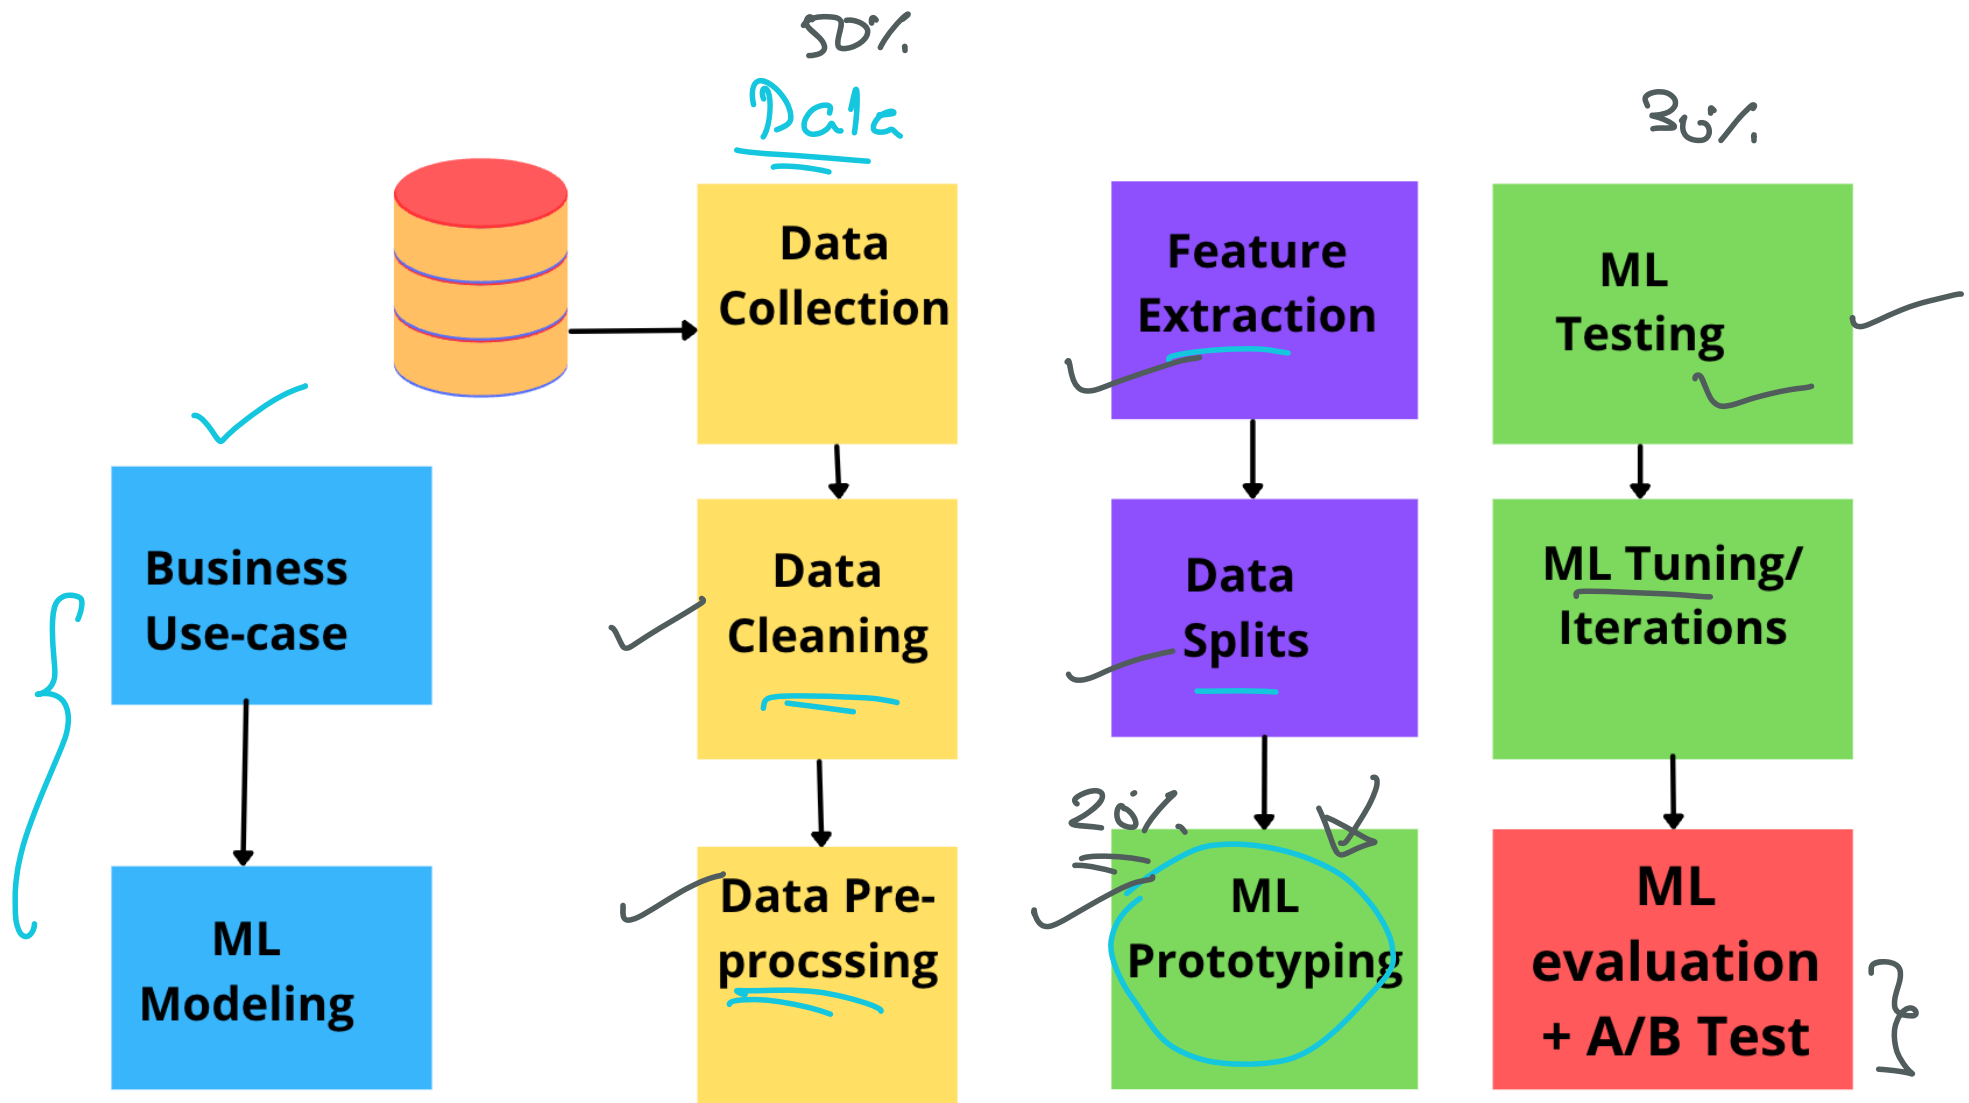 50%
Data
30%
Data
Collection
Feature
Extraction
ML
Testing
Business
Use-case
Data
Cleaning
Data
Splits
ML Tuning/
Iterations
20%
ML
Modeling
Data Pre-
procssing
ML
Prototyping
ML
evaluation
+ A/B Test